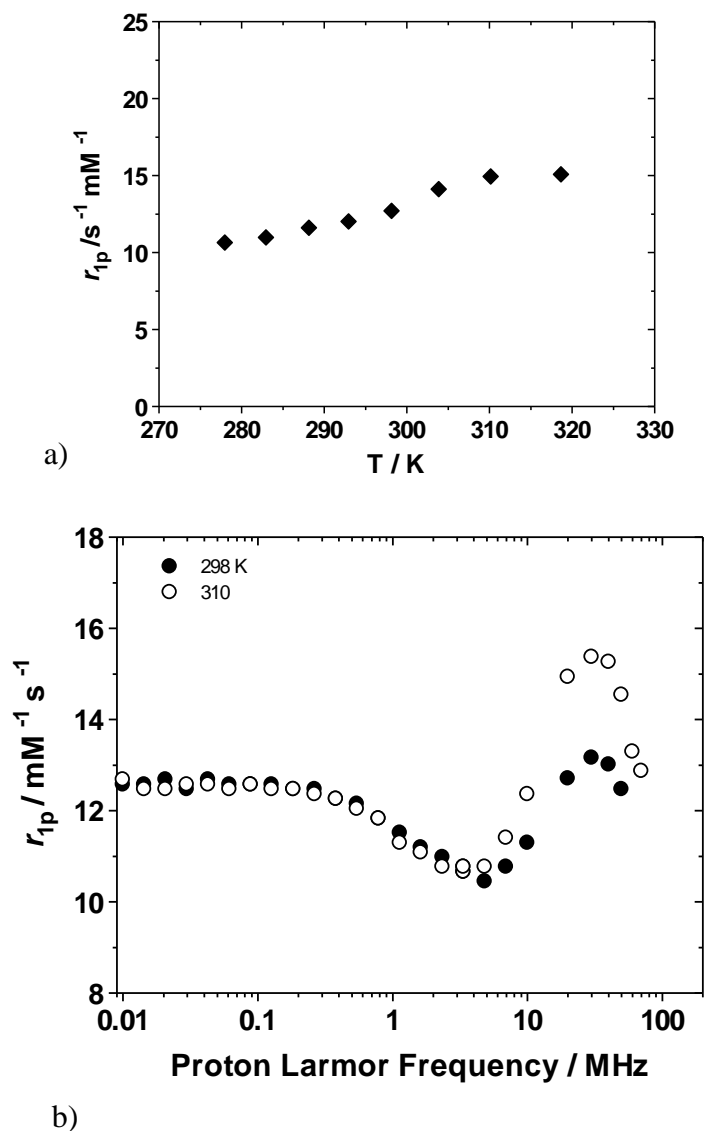 25
20
15
10
5
0
r1p /s -1 mM -1
270 280 290 300 310 320 330
T / K
a)
18
16
14
12
10
8
r1p / mM -1 s -1
298 K
310
0.01 0.1 1 10 100
Proton Larmor Frequency / MHz
b)